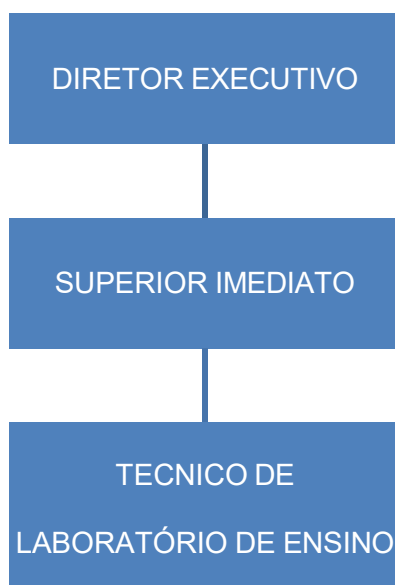 DIRETOR EXECUTIVO
SUPERIOR IMEDIATO
TECNICO DE
LABORATÓRIO DE ENSINO